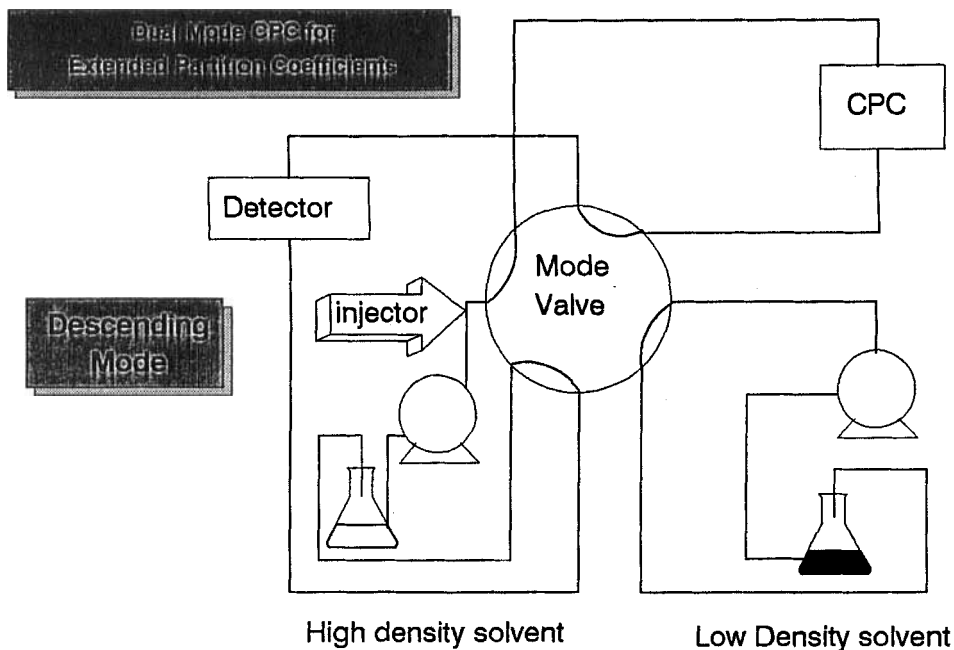 Dual Mode CPC for
Extended Partition Coefficients
CPC
Detector
Mode
Valve
injector
Descending
Mode
High density solvent
Low Density solvent